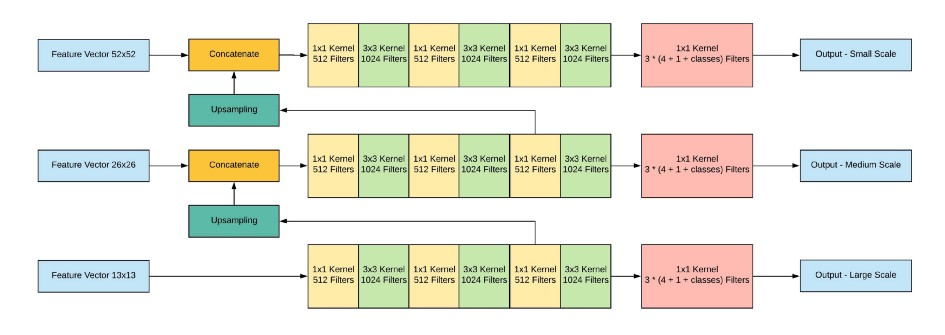 Feature Vector 52x52
Concatenate
1x1 Kernel
512 Filters
3x3 Kernel
1024 Filters
1x1 Kernel
512 Filters
3x3 Kernel
1024 Filters
1x1 Kernel
512 Filters
3x3 Kernel
1024 Filters
1x1 Kernel
3 * (4 + 1 + classes) Filters
Output - Small Scale
Upsampling
Feature Vector 26x26
Concatenate
1x1 Kernel
512 Filters
3x3 Kernel
1024 Filters
1x1 Kernel
512 Filters
3x3 Kernel
1024 Filters
1x1 Kernel
512 Filters
3x3 Kernel
1024 Filters
1x1 Kernel
3 * (4 + 1 + classes) Filters
Output - Medium Scale
Upsampling
Feature Vector 13x13
1x1 Kernel
512 Filters
3x3 Kernel
1024 Filters
1x1 Kernel
512 Filters
3x3 Kernel
1024 Filters
1x1 Kernel
512 Filters
3x3 Kernel
1024 Filters
1x1 Kernel
3 * (4 + 1 + classes) Filters
Output - Large Scale